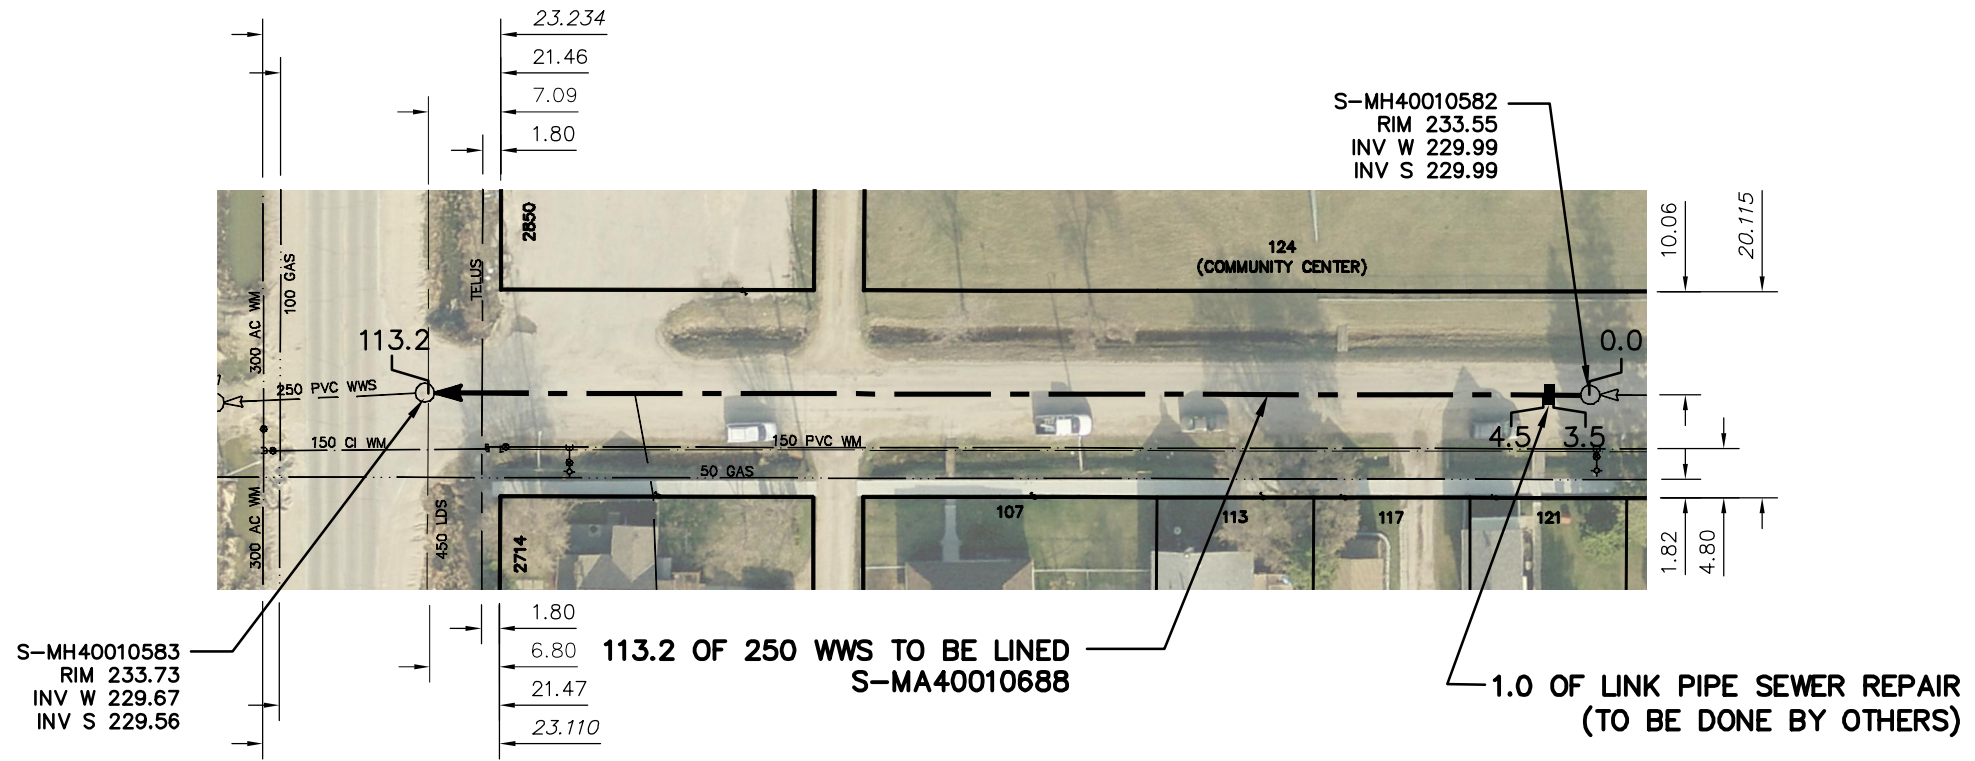 23.234
21.46
7.09
1.80
S-MH40010582
RIM 233.55
INV W 229.99
INV S 229.99
2850
124
(COMMUNITY CENTER)
10.06
20.115
TELUS
100 GAS
300 AC WM
113.2
0.0
250 PVC WWS
4.5
3.5
150 CI WM
150 PVC WM
50 GAS
300 AC WM
450 LDS
2714
107
113
117
121
1.82
4.80
S-MH40010583
RIM 233.73
INV W 229.67
INV S 229.56
1.80
6.80
21.47
23.110
113.2 OF 250 WWS TO BE LINED
S-MA40010688
1.0 OF LINK PIPE SEWER REPAIR
(TO BE DONE BY OTHERS)